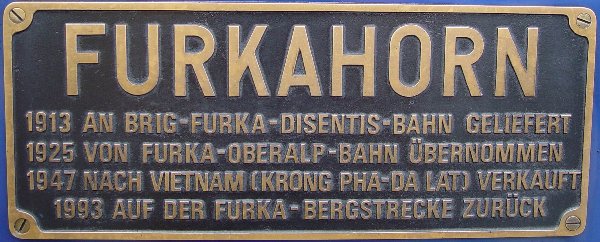 FURKAHORN
1913 AN BRIG-FURKA-DISENTIS-BAHN GELIEFERT
1925 VON FURKA-OBERALP-BAHN ÜBERNOMMEN
1947 NACH VIETNAM (KRONG PHA-DA LAT) VERKAUFT
1993 AUF DER FURKA-BERGSTRECKE ZURÜCK